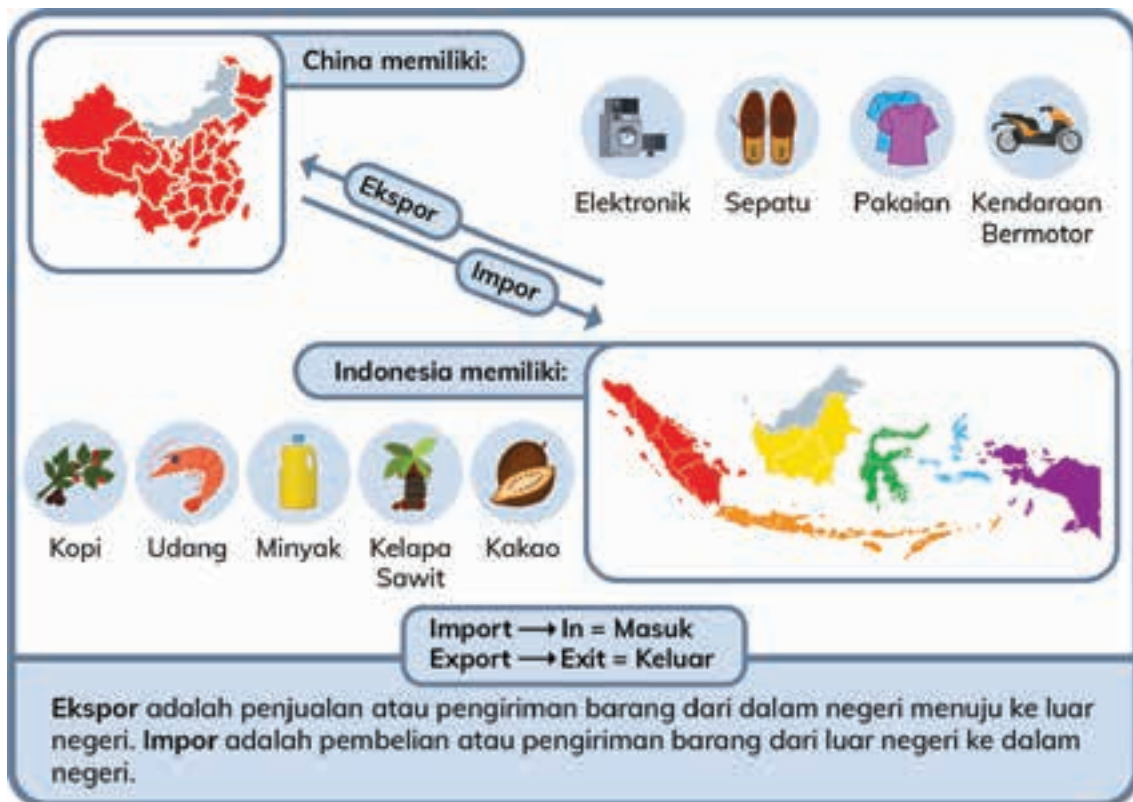 China memiliki:
Elektronik
Sepatu
Pakaian
Kendaraan
Bermotor
Ekspor
Impor
Indonesia memiliki:
Kopi
Udang
Minyak
Kelapa
Sawit
Kakao
Import → In = Masuk
Export → Exit = Keluar
Ekspor adalah penjualan atau pengiriman barang dari dalam negeri menuju ke luar
negeri. Impor adalah pembelian atau pengiriman barang dari luar negeri ke dalam
negeri.